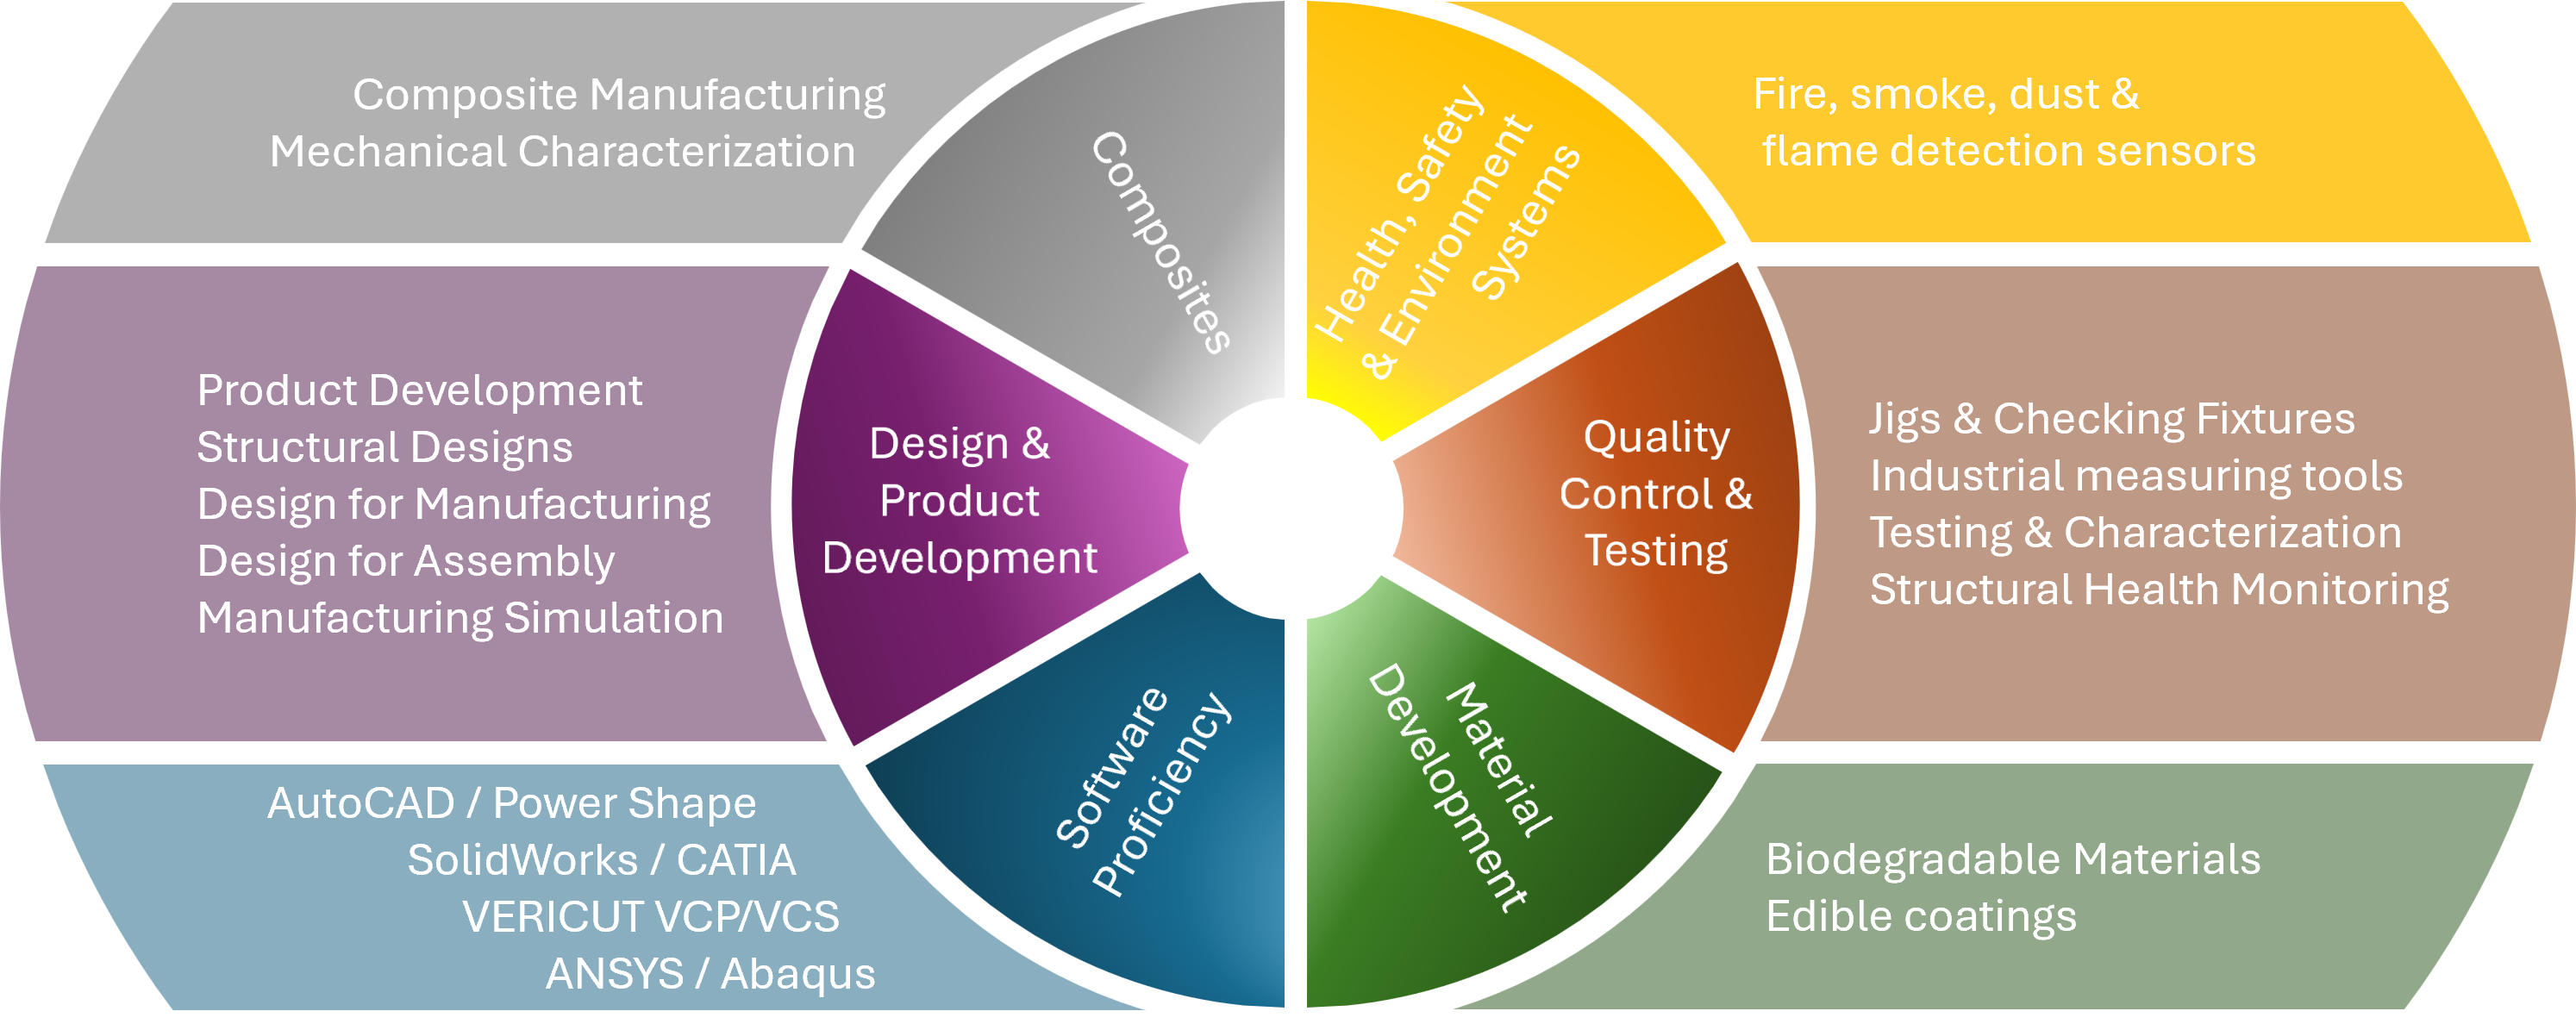 Composite Manufacturing
Mechanical Characterization
Composites
Health, Safety
& Environment
Systems
Fire, smoke, dust &
flame detection sensors
Product Development
Structural Designs
Design for Manufacturing
Design for Assembly
Manufacturing Simulation
Design &
Product
Development
Quality
Control &
Testing
Jigs & Checking Fixtures
Industrial measuring tools
Testing & Characterization
Structural Health Monitoring
AutoCAD / Power Shape
SolidWorks / CATIA
VERICUT VCP/VCS
ANSYS / Abaqus
Software
Proficiency
Material
Development
Biodegradable Materials
Edible coatings